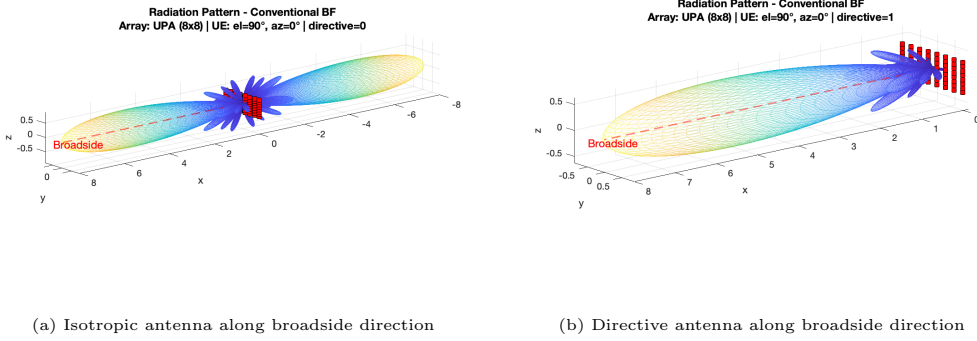 Radiation Pattern - Conventional BF
Array: UPA (8x8) | UE: el=90°, az=0° | directive=0
0.5
0
-0.5
z
Broadside
0
y
8
6
4
2
0
-2
-4
-6
-8
x
(a) Isotropic antenna along broadside direction
Radiation Pattern - Conventional BF
Array: UPA (8x8) | UE: el=90°, az=0° | directive=1
0.5
0
-0.5
z
Broadside
-0.5
0
0.5
y
8
7
6
5
4
3
2
1
x
(b) Directive antenna along broadside direction